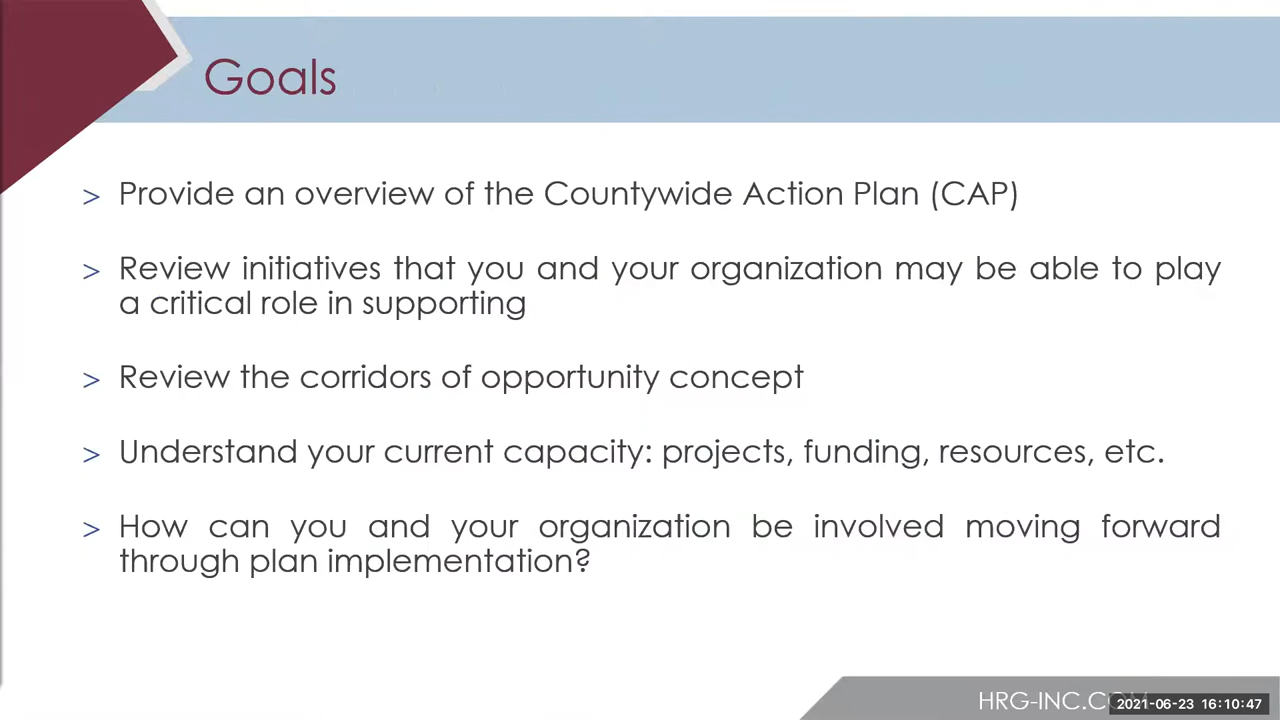 Goals
> Provide an overview of the Countywide Action Plan (CAP)
> Review initiatives that you and your organization may be able to play
a critical role in supporting
> Review the corridors of opportunity concept
> Understand your current capacity: projects, funding, resources, etc.
> How can you and your organization be involved moving forward
through plan implementation?
HRG-INC.COM
2021-06-23 16:10:47